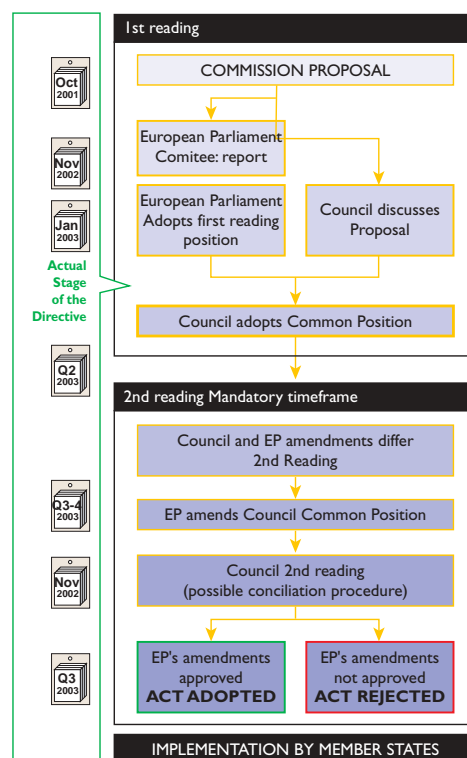 1st reading
COMMISSION PROPOSAL
Oct
2001
European Parliament
Comitee: report
Nov
2002
European Parliament
Adopts first reading
position
Council discusses
Proposal
Jan
2003
Actual
Stage
of the
Directive
Council adopts Common Position
Q2
2003
2nd reading Mandatory timeframe
Council and EP amendments differ
2nd Reading
Q3-4
2003
EP amends Council Common Position
Nov
2002
Council 2nd reading
(possible conciliation procedure)
Q3
2003
EP's amendments
approved
ACT ADOPTED
EP's amendments
not approved
ACT REJECTED
IMPLEMENTATION BY MEMBER STATES